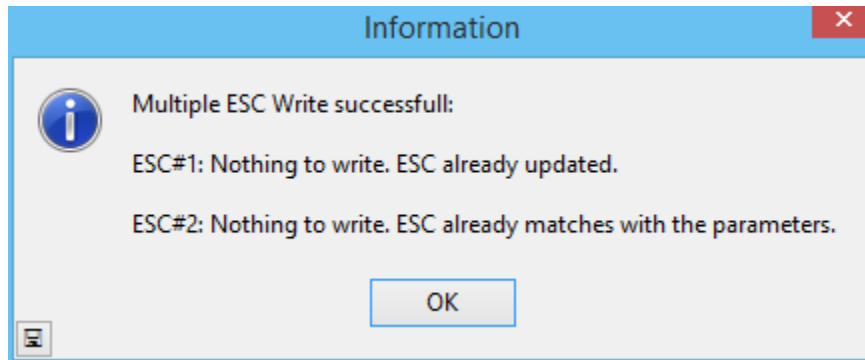 Information
Multiple ESC Write successfull:
ESC#1: Nothing to write. ESC already updated.
ESC#2: Nothing to write. ESC already matches with the parameters.
OK